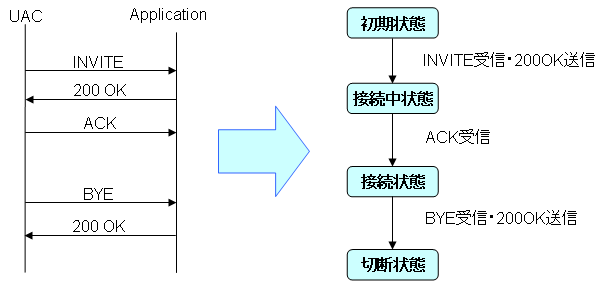 UAC
Application
INVITE
200 OK
ACK
BYE
200 OK
初期状態
INVITE受信・200OK送信
接続中状態
ACK受信
接続状態
BYE受信・200OK送信
切断状態